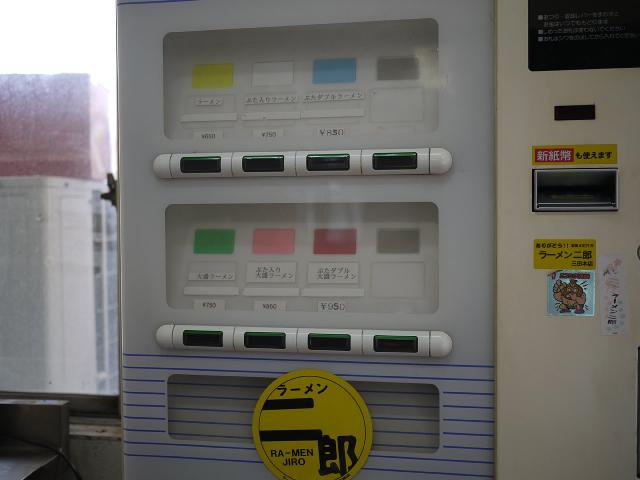 ラーメン
ぶた入りラーメン
ぶたダブルラーメン
¥650
¥750
¥850
大盛ラーメン
ぶた入り
大盛ラーメン
ぶたダブル
大盛ラーメン
¥750
¥850
¥950
ラーメン
二郎
RA-MEN
JIRO
新紙幣も使えます
ありがとう!!
ラーメン二郎
三田本店